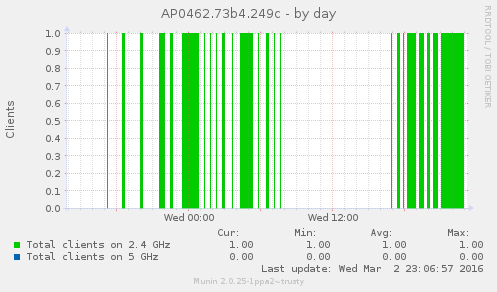 AP0462.73b4.249c - by day
RRDTOOL / TOBI OETIKER
Clients
1.0
0.9
0.8
0.7
0.6
0.5
0.4
0.3
0.2
0.1
0.0
Wed 00:00 Wed 12:00
Cur: Min: Avg: Max:
Total clients on 2.4 GHz 1.00 1.00 1.00 1.00
Total clients on 5 GHz 0.00 0.00 0.00 0.00
Last update: Wed Mar 2 23:06:57 2016
Munin 2.0.25-1ppa2~trusty